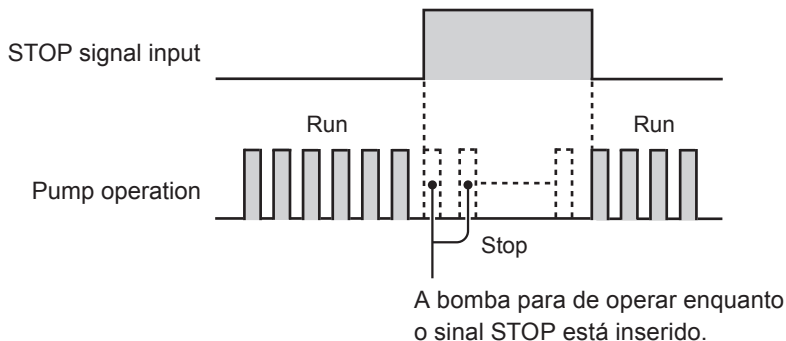 STOP signal input
Run
Run
Pump operation
Stop
A bomba para de operar enquanto
o sinal STOP está inserido.